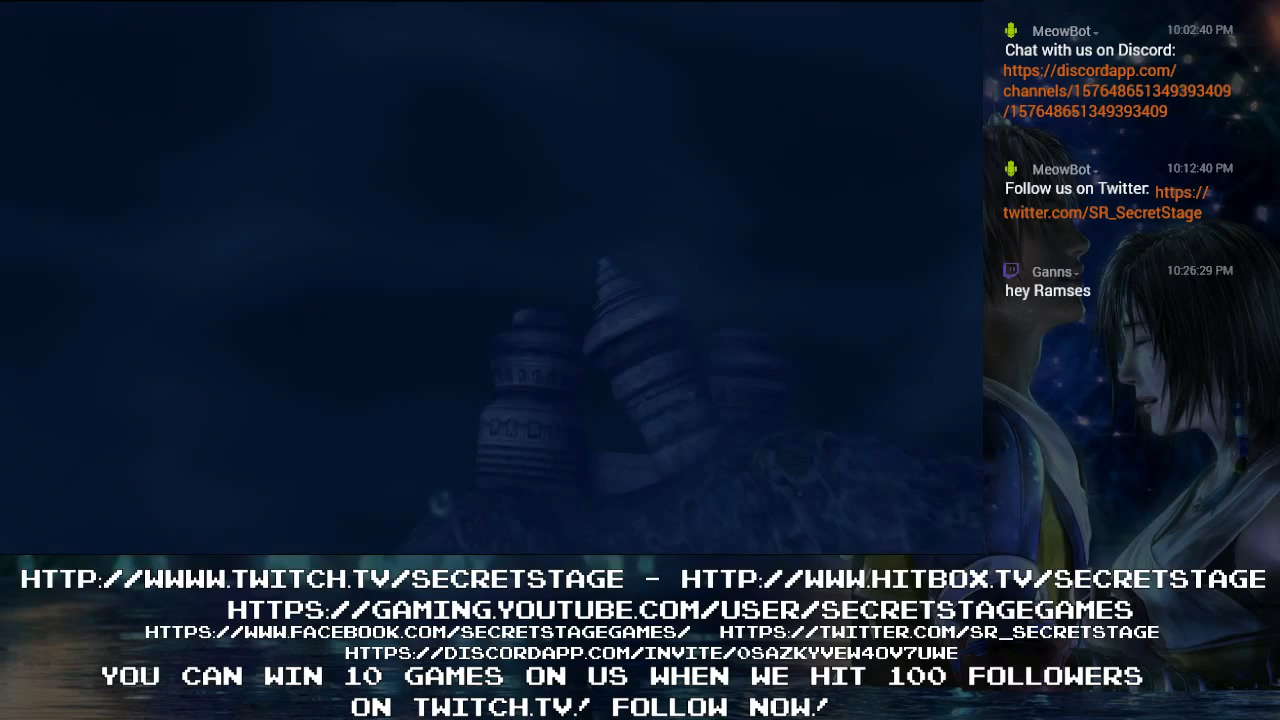 MeowBot 10:02:40 PM
Chat with us on Discord:
https://discordapp.com/
channels/157648651349393409
/157648651349393409
MeowBot 10:12:40 PM
Follow us on Twitter: https://
twitter.com/SR_SecretStage
Ganns 10:26:29 PM
hey Ramses
HTTP://WWWW.TWITCH.TV/SECRETSTAGE - HTTP://WWW.HITBOX.TV/SECRETSTAGE
HTTPS://GAMING.YOUTUBE.COM/USER/SECRETSTAGEGAMES
HTTPS://WWW.FACEBOOK.COM/SECRETSTAGEGAMES/ HTTPS://TWITTER.COM/SR_SECRETSTAGE
HTTPS://DISCORDAPP.COM/INVITE/0SAZKYVEW4OV7UWE
YOU CAN WIN 10 GAMES ON US WHEN WE HIT 100 FOLLOWERS
ON TWITCH.TV! FOLLOW NOW!